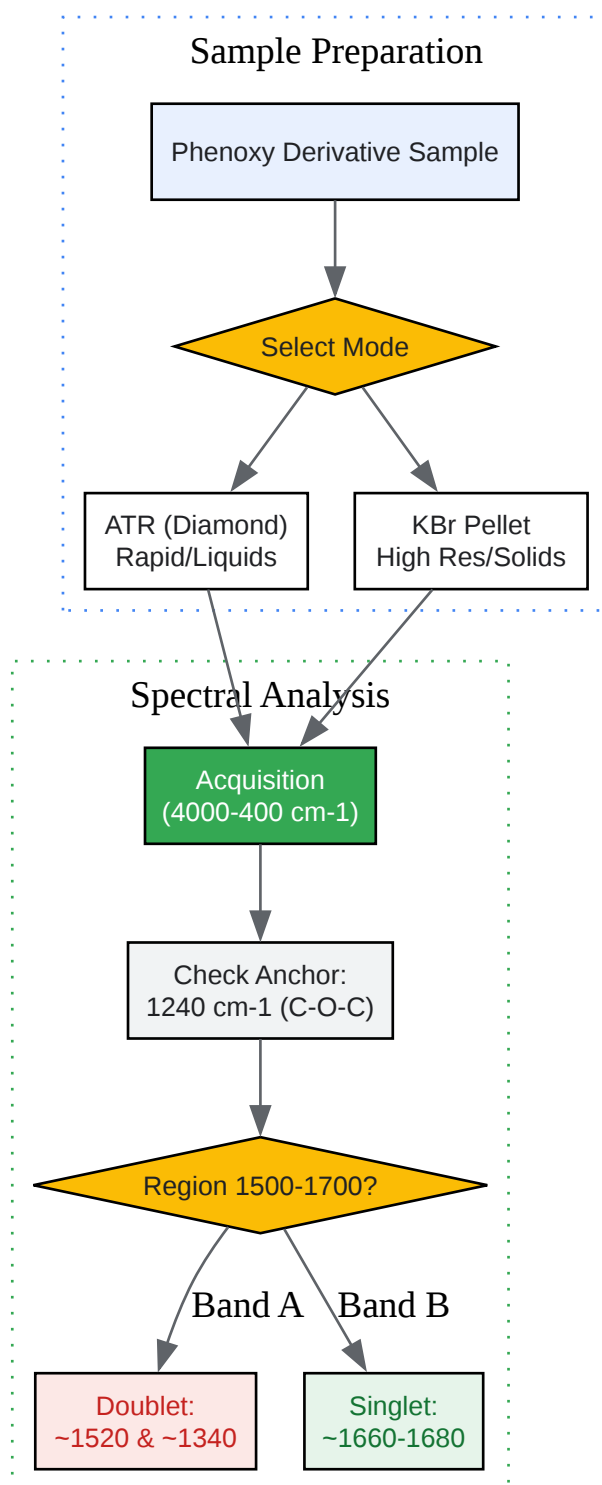 Sample Preparation
Phenoxy Derivative Sample
Select Mode
ATR (Diamond)
Rapid/Liquids
KBr Pellet
High Res/Solids
Spectral Analysis
Acquisition
(4000-400 cm-1)
Check Anchor:
1240 cm-1 (C-O-C)
Region 1500-1700?
Band A
Band B
Doublet:
~1520 & ~1340
Singlet:
~1660-1680